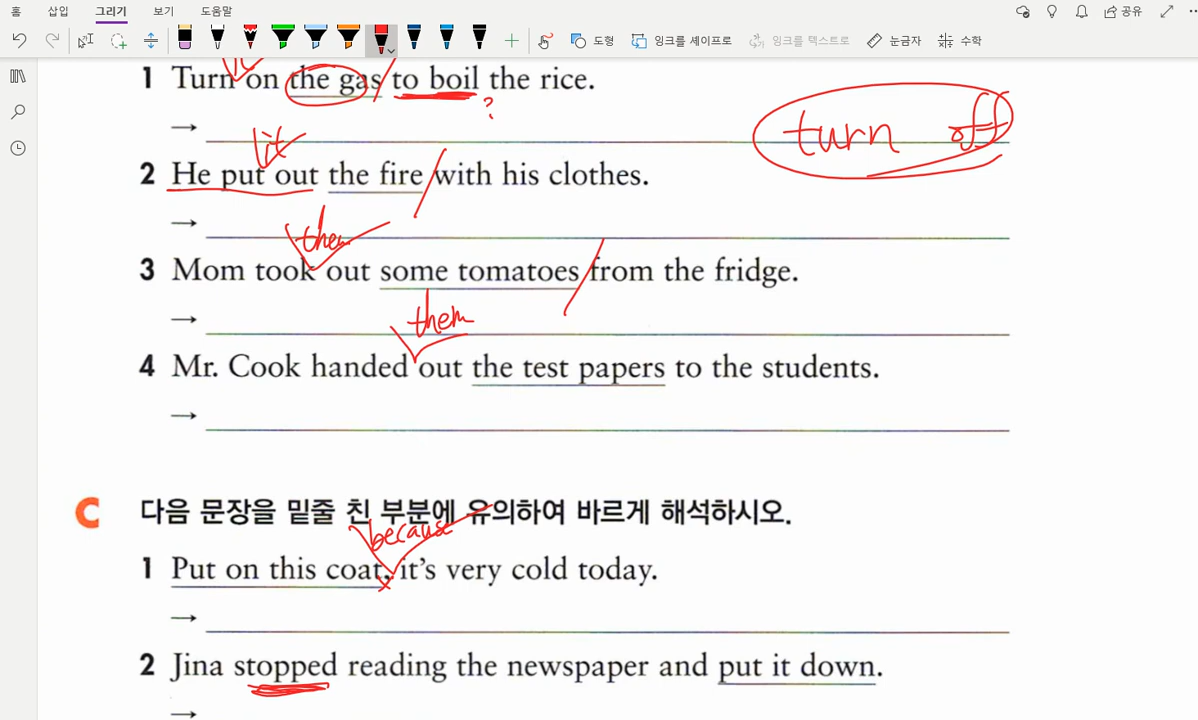 홈 삽입 그리기 보기 도움말 공유
도형 잉크를 셰이프로 잉크를 텍스트로 눈금자 수학
it
1 Turn on the gas to boil the rice.
?
→
turn off
it
2 He put out the fire with his clothes.
→
them
3 Mom took out some tomatoes from the fridge.
→
them
4 Mr. Cook handed out the test papers to the students.
→
C 다음 문장을 밑줄 친 부분에 유의하여 바르게 해석하시오.
because
1 Put on this coat, it's very cold today.
→
2 Jina stopped reading the newspaper and put it down.
→